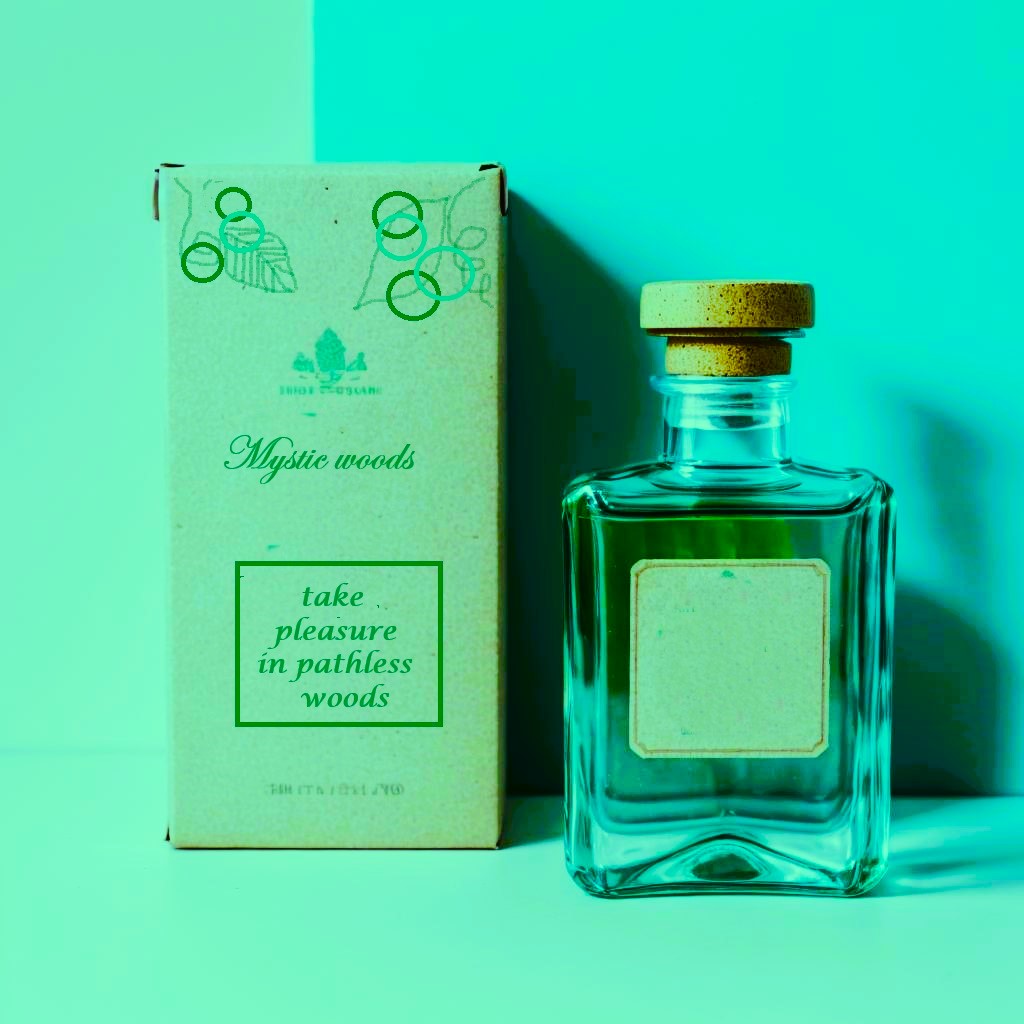 Mystic woods
take
pleasure
in pathless
woods